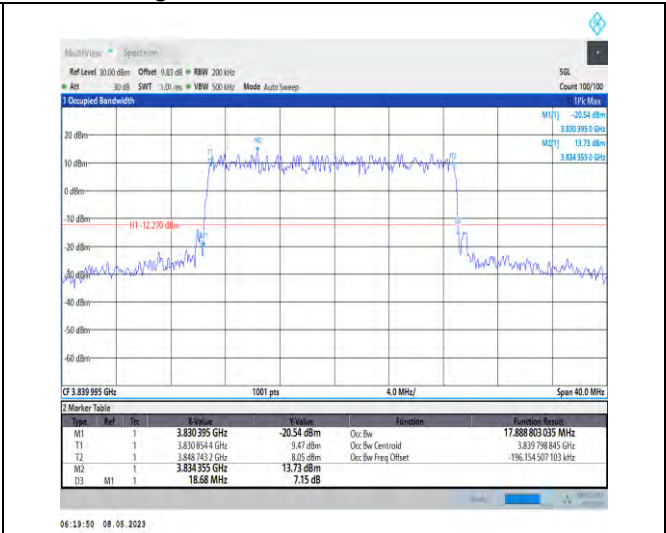 MultiView Spectrum
Ref Level 30.00 dBm Offset 9.83 dB RBW 200 kHz SGL
Att 30 dB SWT 1.01 ms VBW 500 kHz Mode Auto Sweep Count 100/100
1 Occupied Bandwidth 1Pk Max
M1[1] -20.54 dBm
3.830 395 0 GHz
M2[1] 13.73 dBm
3.834 355 0 GHz
20 dBm
10 dBm
0 dBm
-10 dBm
H1 -12.270 dBm
-20 dBm
-30 dBm
-40 dBm
-50 dBm
-60 dBm
CF 3.839 995 GHz 1001 pts 4.0 MHz/ Span 40.0 MHz
2 Marker Table
Type Ref Trc X-Value Y-Value Function Function Result
M1 1 3.830 395 GHz -20.54 dBm Occ Bw 17.888 803 035 MHz
T1 1 3.830 854 4 GHz 9.47 dBm Occ Bw Centroid 3.839 798 845 GHz
T2 1 3.848 743 2 GHz 8.05 dBm Occ Bw Freq Offset -196.154 507 103 kHz
M2 1 3.834 355 GHz 13.73 dBm
D3 M1 1 18.68 MHz 7.15 dB
06:19:50 08.05.2023